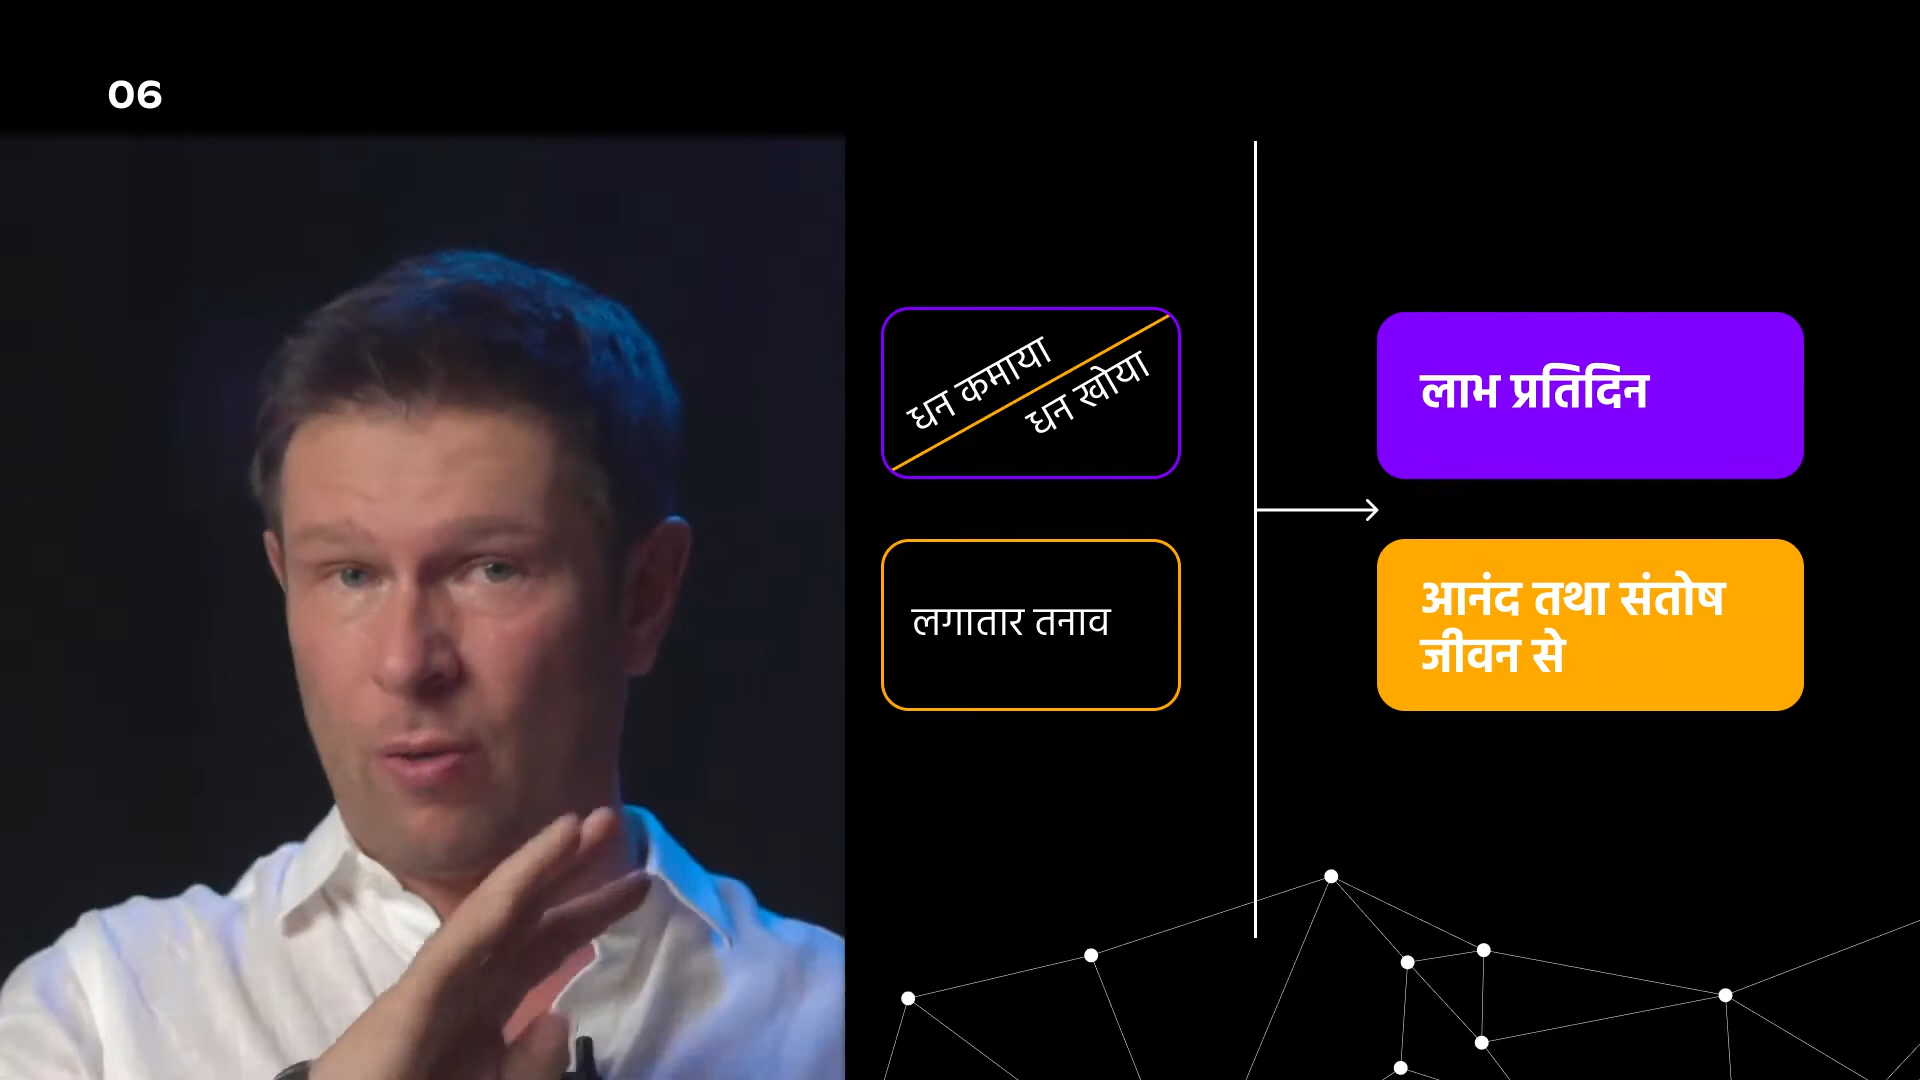 06
धन कमाया
धन खोया
लगातार तनाव
लाभ प्रतिदिन
आनंद तथा संतोष
जीवन से